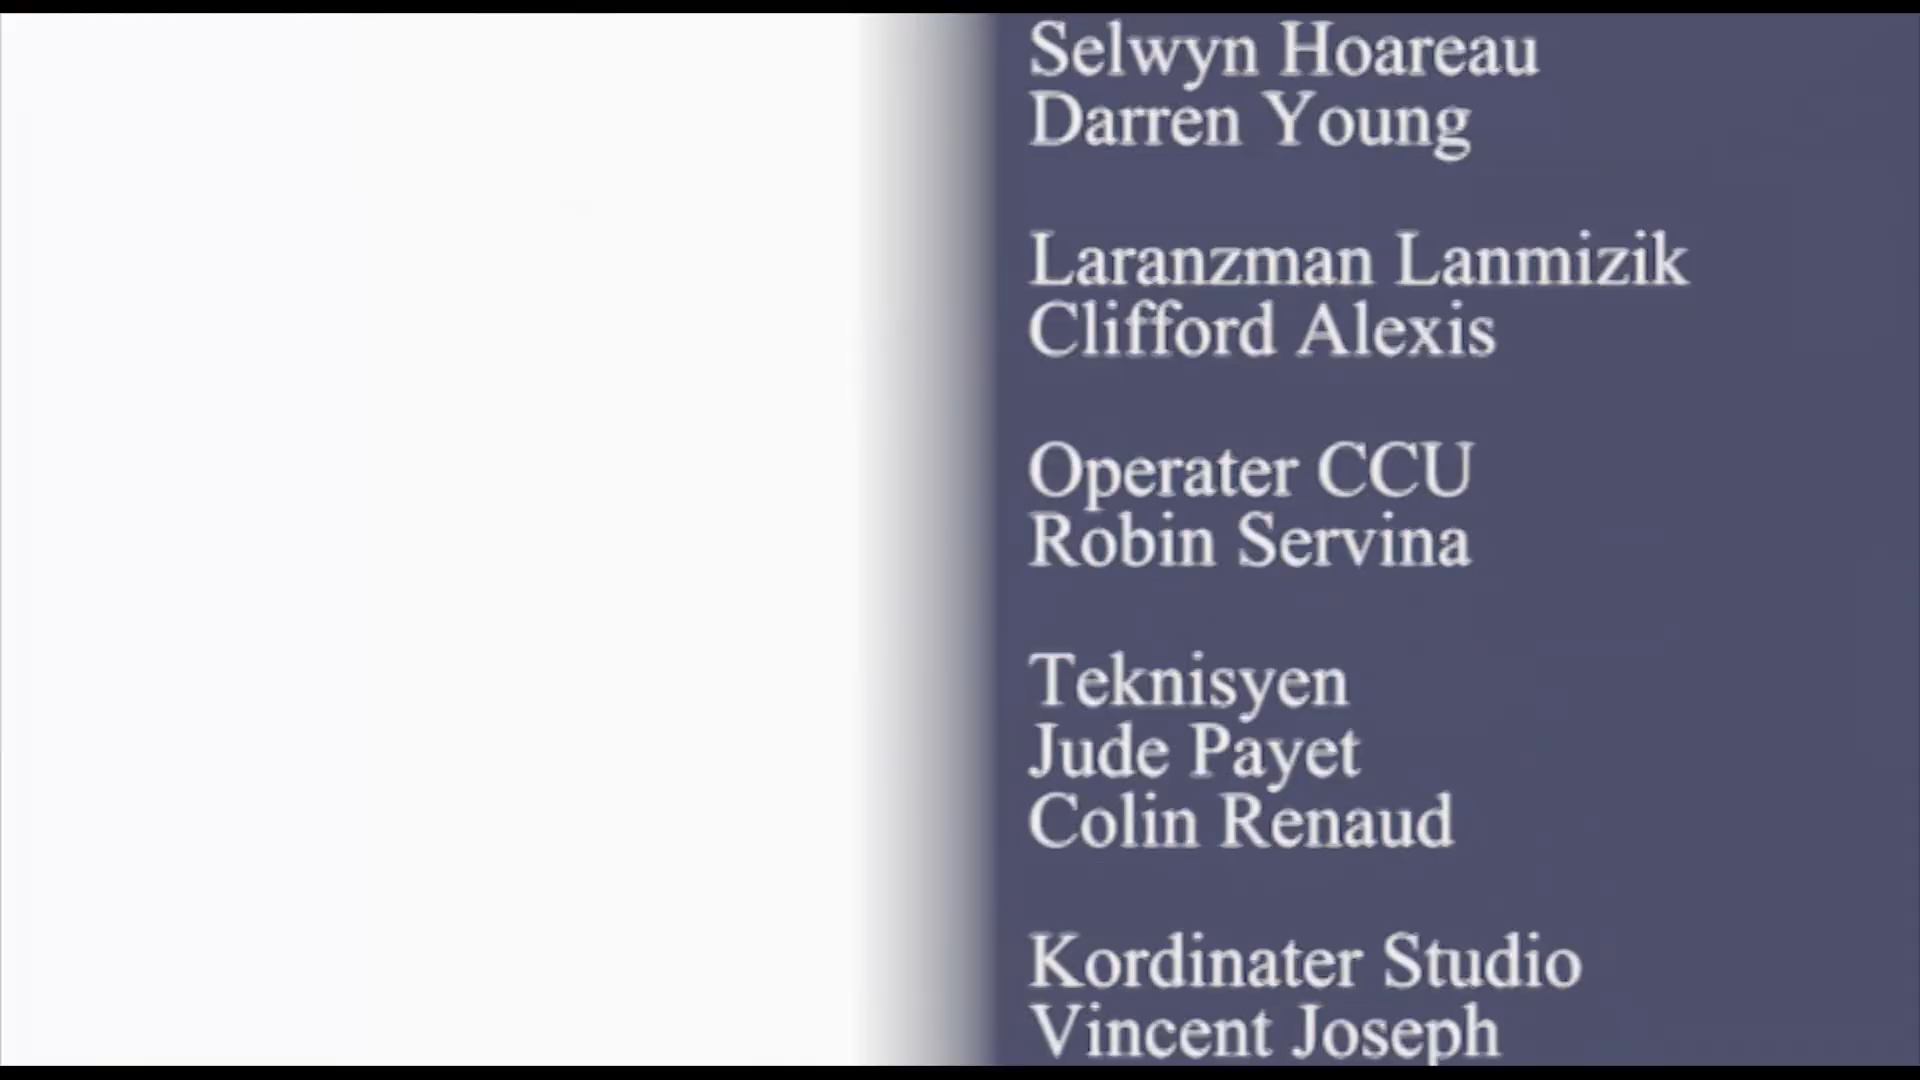 Selwyn Hoareau
Darren Young
Laranzman Lanmizik
Clifford Alexis
Operater CCU
Robin Servina
Teknisyen
Jude Payet
Colin Renaud
Kordinater Studio
Vincent Joseph